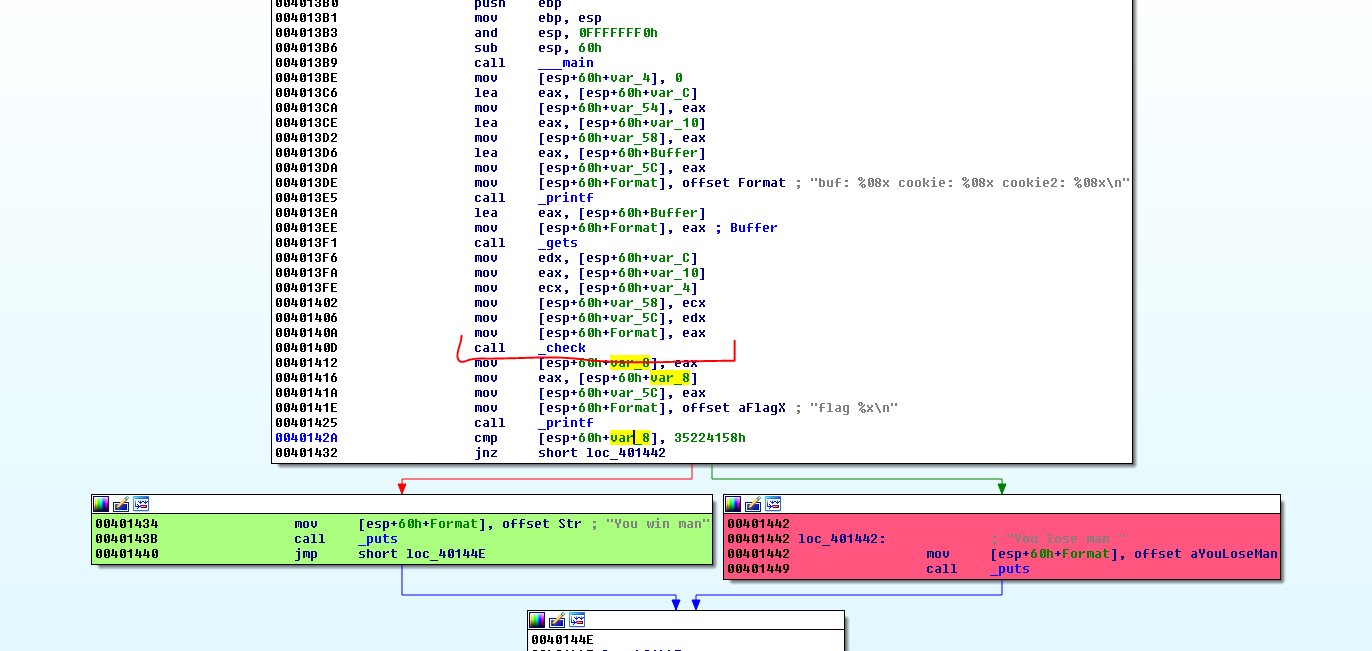 004013B0 push ebp
004013B1 mov ebp, esp
004013B3 and esp, 0FFFFFFF0h
004013B6 sub esp, 60h
004013B9 call ___main
004013BE mov [esp+60h+var_4], 0
004013C6 lea eax, [esp+60h+var_C]
004013CA mov [esp+60h+var_54], eax
004013CE lea eax, [esp+60h+var_10]
004013D2 mov [esp+60h+var_58], eax
004013D6 lea eax, [esp+60h+Buffer]
004013DA mov [esp+60h+var_5C], eax
004013DE mov [esp+60h+Format], offset Format ; "buf: %08x cookie: %08x cookie2: %08x\n"
004013E5 call _printf
004013EA lea eax, [esp+60h+Buffer]
004013EE mov [esp+60h+Format], eax ; Buffer
004013F1 call _gets
004013F6 mov edx, [esp+60h+var_C]
004013FA mov eax, [esp+60h+var_10]
004013FE mov ecx, [esp+60h+var_4]
00401402 mov [esp+60h+var_58], ecx
00401406 mov [esp+60h+var_5C], edx
0040140A mov [esp+60h+Format], eax
0040140D call _check
00401412 mov [esp+60h+var_8], eax
00401416 mov eax, [esp+60h+var_8]
0040141A mov [esp+60h+var_5C], eax
0040141E mov [esp+60h+Format], offset aFlagX ; "flag %x\n"
00401425 call _printf
0040142A cmp [esp+60h+var_8], 35224158h
00401432 jnz short loc_401442
00401434 mov [esp+60h+Format], offset Str ; "You win man"
0040143B call _puts
00401440 jmp short loc_40144E
00401442
00401442 loc_401442: ; "You lose man "
00401442 mov [esp+60h+Format], offset aYouLoseMan
00401449 call _puts
0040144E